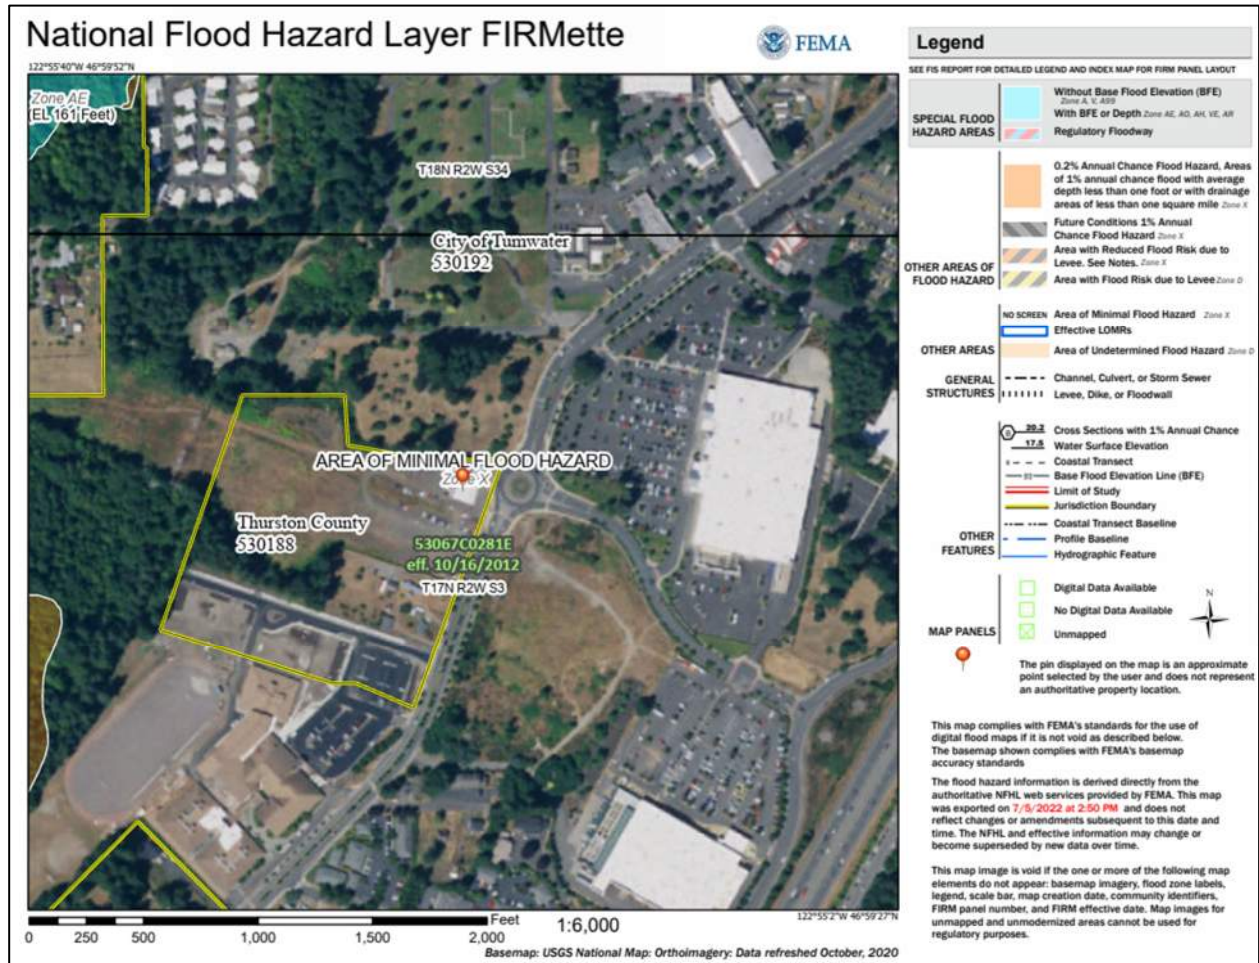 National Flood Hazard Layer FIRMette
FEMA
122°55'40"W 46°59'52"N
Zone AE
(EL 161 Feet)
T18N R2W S34
City of Tumwater
530192
AREA OF MINIMAL FLOOD HAZARD
Zone X
Thurston County
530188
53067C0281E
eff. 10/16/2012
T17N R2W S3
122°55'2"W 46°59'27"N
Feet
1:6,000
0 250 500 1,000 1,500 2,000
Basemap: USGS National Map: Orthoimagery: Data refreshed October, 2020
Legend
SEE FIS REPORT FOR DETAILED LEGEND AND INDEX MAP FOR FIRM PANEL LAYOUT
SPECIAL FLOOD
HAZARD AREAS
Without Base Flood Elevation (BFE)
Zone A, V, A99
With BFE or Depth Zone AE, AO, AH, VE, AR
Regulatory Floodway
OTHER AREAS OF
FLOOD HAZARD
0.2% Annual Chance Flood Hazard, Areas
of 1% annual chance flood with average
depth less than one foot or with drainage
areas of less than one square mile Zone X
Future Conditions 1% Annual
Chance Flood Hazard Zone X
Area with Reduced Flood Risk due to
Levee. See Notes. Zone X
Area with Flood Risk due to Levee Zone D
OTHER AREAS
NO SCREEN Area of Minimal Flood Hazard Zone X
Effective LOMRs
Area of Undetermined Flood Hazard Zone D
GENERAL
STRUCTURES
Channel, Culvert, or Storm Sewer
Levee, Dike, or Floodwall
OTHER
FEATURES
20.2 Cross Sections with 1% Annual Chance
17.5 Water Surface Elevation
Coastal Transect
Base Flood Elevation Line (BFE)
Limit of Study
Jurisdiction Boundary
Coastal Transect Baseline
Profile Baseline
Hydrographic Feature
MAP PANELS
Digital Data Available
No Digital Data Available
Unmapped
N
The pin displayed on the map is an approximate
point selected by the user and does not represent
an authoritative property location.
This map complies with FEMA's standards for the use of
digital flood maps if it is not void as described below.
The basemap shown complies with FEMA's basemap
accuracy standards
The flood hazard information is derived directly from the
authoritative NFHL web services provided by FEMA. This map
was exported on 7/5/2022 at 2:50 PM and does not
reflect changes or amendments subsequent to this date and
time. The NFHL and effective information may change or
become superseded by new data over time.
This map image is void if the one or more of the following map
elements do not appear: basemap imagery, flood zone labels,
legend, scale bar, map creation date, community identifiers,
FIRM panel number, and FIRM effective date. Map images for
unmapped and unmodernized areas cannot be used for
regulatory purposes.